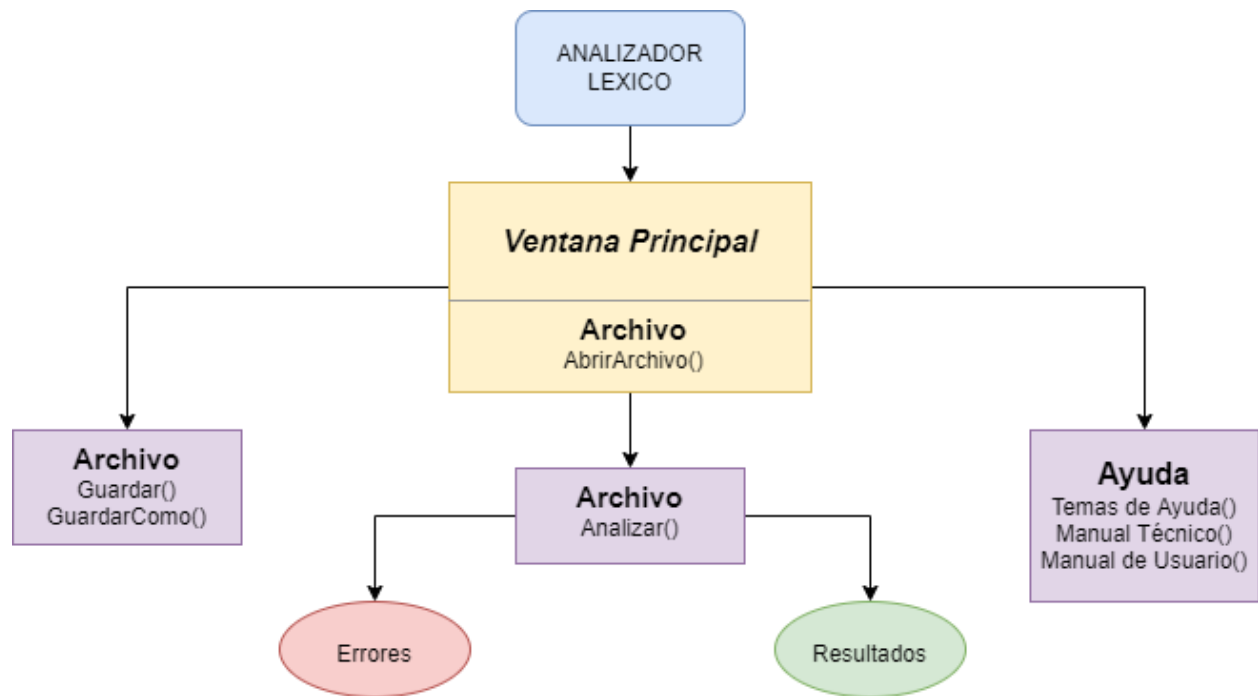 ANALIZADOR
LEXICO
Ventana Principal
Archivo
AbrirArchivo()
Archivo
Guardar()
GuardarComo()
Archivo
Analizar()
Ayuda
Temas de Ayuda()
Manual Técnico()
Manual de Usuario()
Errores
Resultados